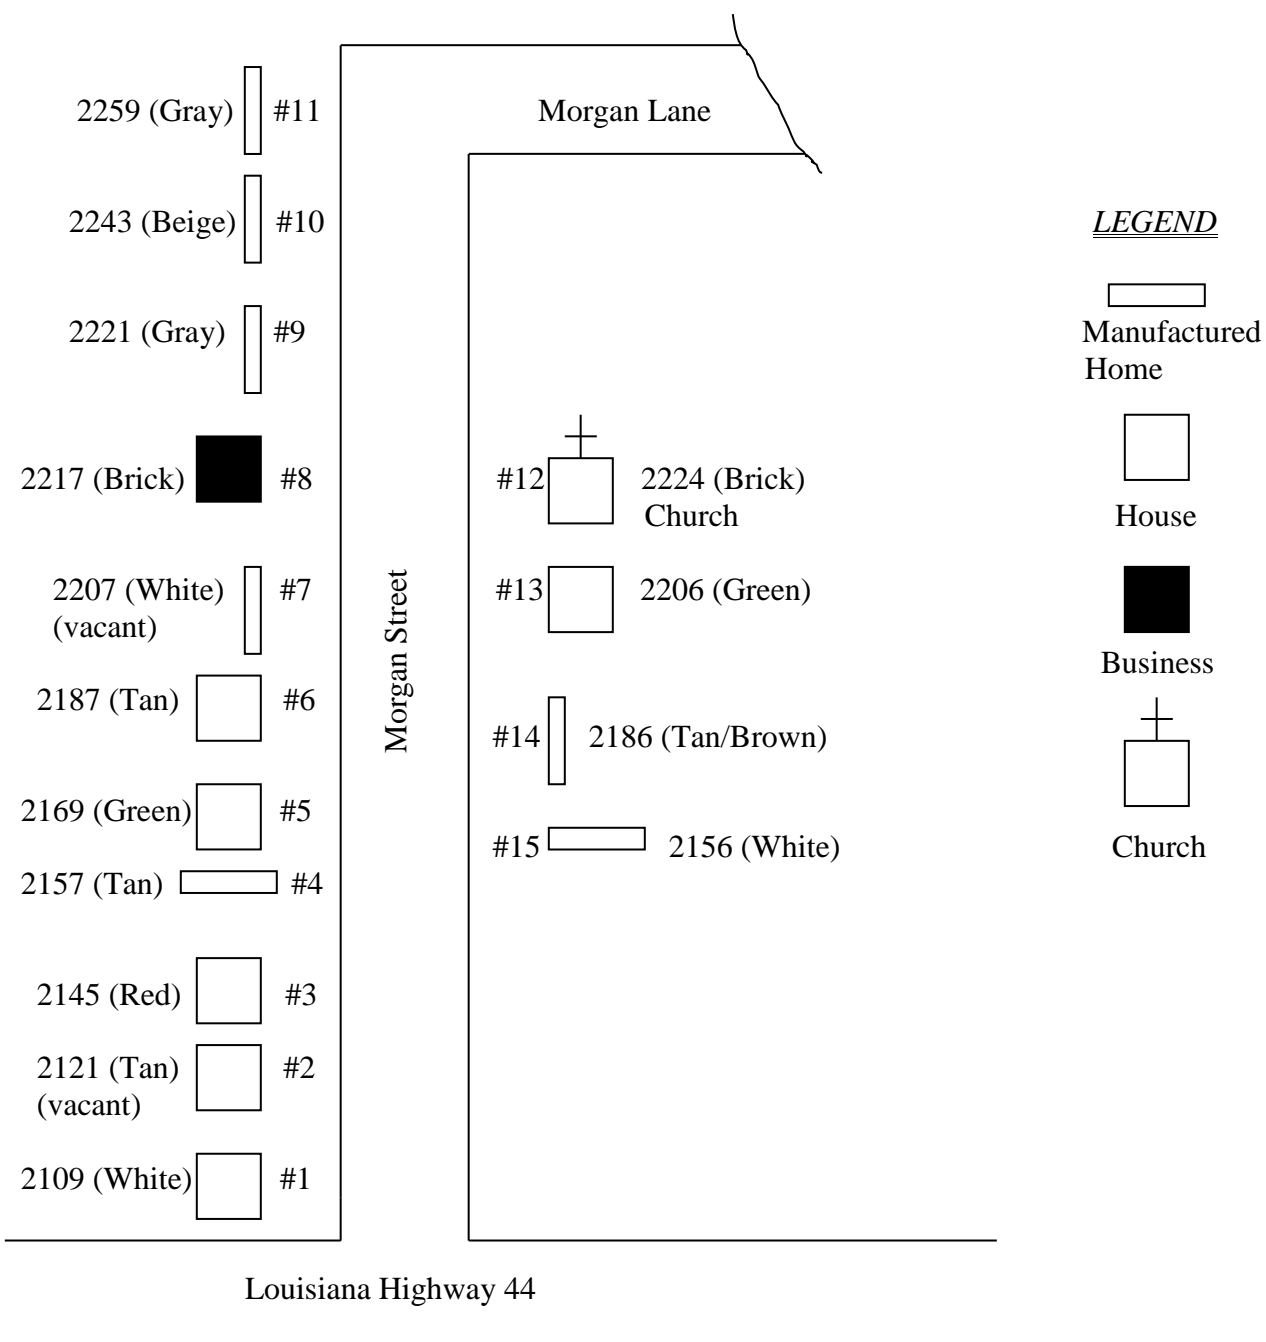 2259 (Gray) #11
Morgan Lane
2243 (Beige) #10
LEGEND
2221 (Gray) #9
Manufactured
Home
2217 (Brick) #8
#12 2224 (Brick)
Church
House
2207 (White) #7
(vacant)
#13 2206 (Green)
Morgan Street
Business
2187 (Tan) #6
#14 2186 (Tan/Brown)
2169 (Green) #5
#15 2156 (White)
Church
2157 (Tan) #4
2145 (Red) #3
2121 (Tan) #2
(vacant)
2109 (White) #1
Louisiana Highway 44